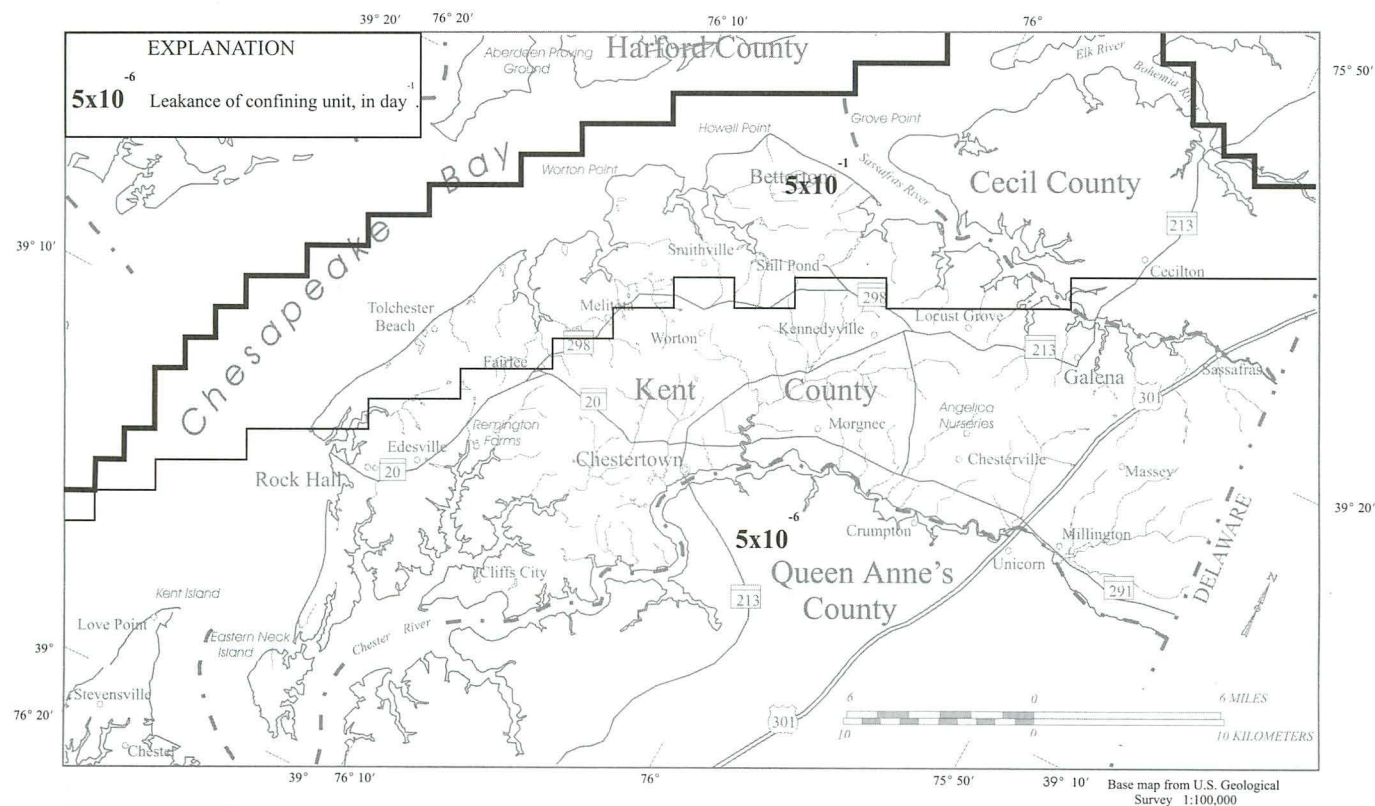 39° 20′ 76° 20′ 76° 10′ 76°
EXPLANATION
5x10-6 Leakance of confining unit, in day-1.
Aberdeen Proving
Ground
Harford County
Elk River
Bohemia River
75° 50′
Howell Point
Grove Point
Worton Point
Sassafras River
Betterton
5x10-1
Cecil County
Chesapeake Bay
213
39° 10′
Smithville
Still Pond
Cecilton
Tolchester
Beach
Melitota
298
Locust Grove
Worton
Kennedyville
298
213
Fairlee
Galena
Sassafras
Kent County
20
301
Remington
Farms
Angelica
Nurseries
Morgnec
Edesville
Chestertown
Chesterville
Massey
Rock Hall
20
39° 20′
5x10-6
Crumpton
Millington
Unicorn
DELAWARE
Cliffs City
Queen Anne's
County
213
291
N
Kent Island
Love Point
Eastern Neck
Island
Chester River
39°
Stevensville
6 0 6 MILES
76° 20′
301
10 0 10 KILOMETERS
Chester
39° 76° 10′ 76° 75° 50′ 39° 10′
Base map from U.S. Geological
Survey 1:100,000